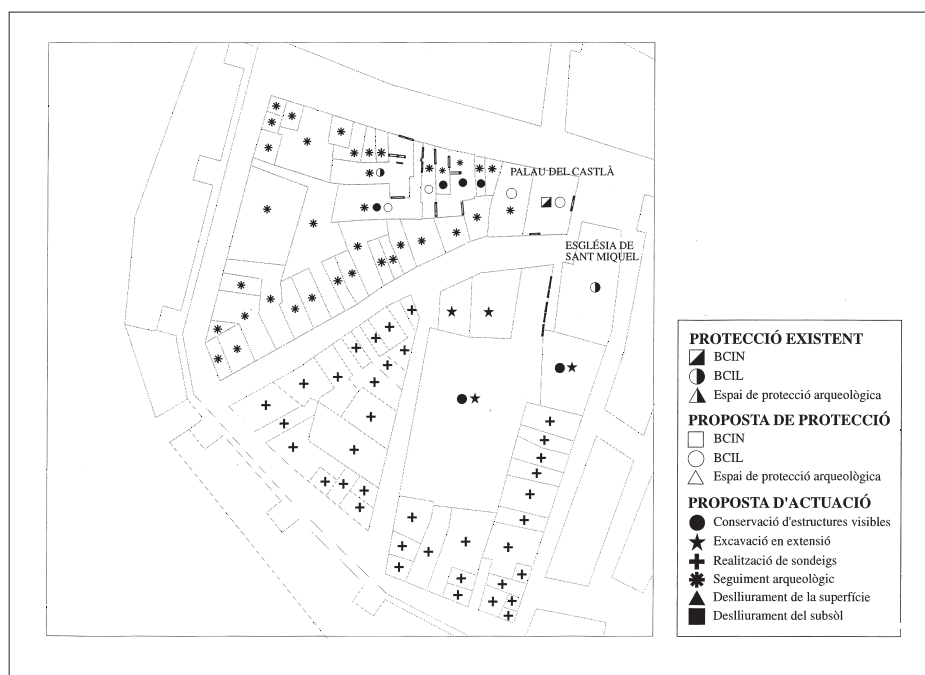 PALAU DEL CASTLÀ
ESGLÉSIA DE
SANT MIQUEL
PROTECCIÓ EXISTENT
BCIN
BCIL
Espai de protecció arqueològica
PROPOSTA DE PROTECCIÓ
BCIN
BCIL
Espai de protecció arqueològica
PROPOSTA D'ACTUACIÓ
Conservació d'estructures visibles
Excavació en extensió
Realització de sondeigs
Seguiment arqueològic
Deslliurament de la superfície
Deslliurament del subsòl